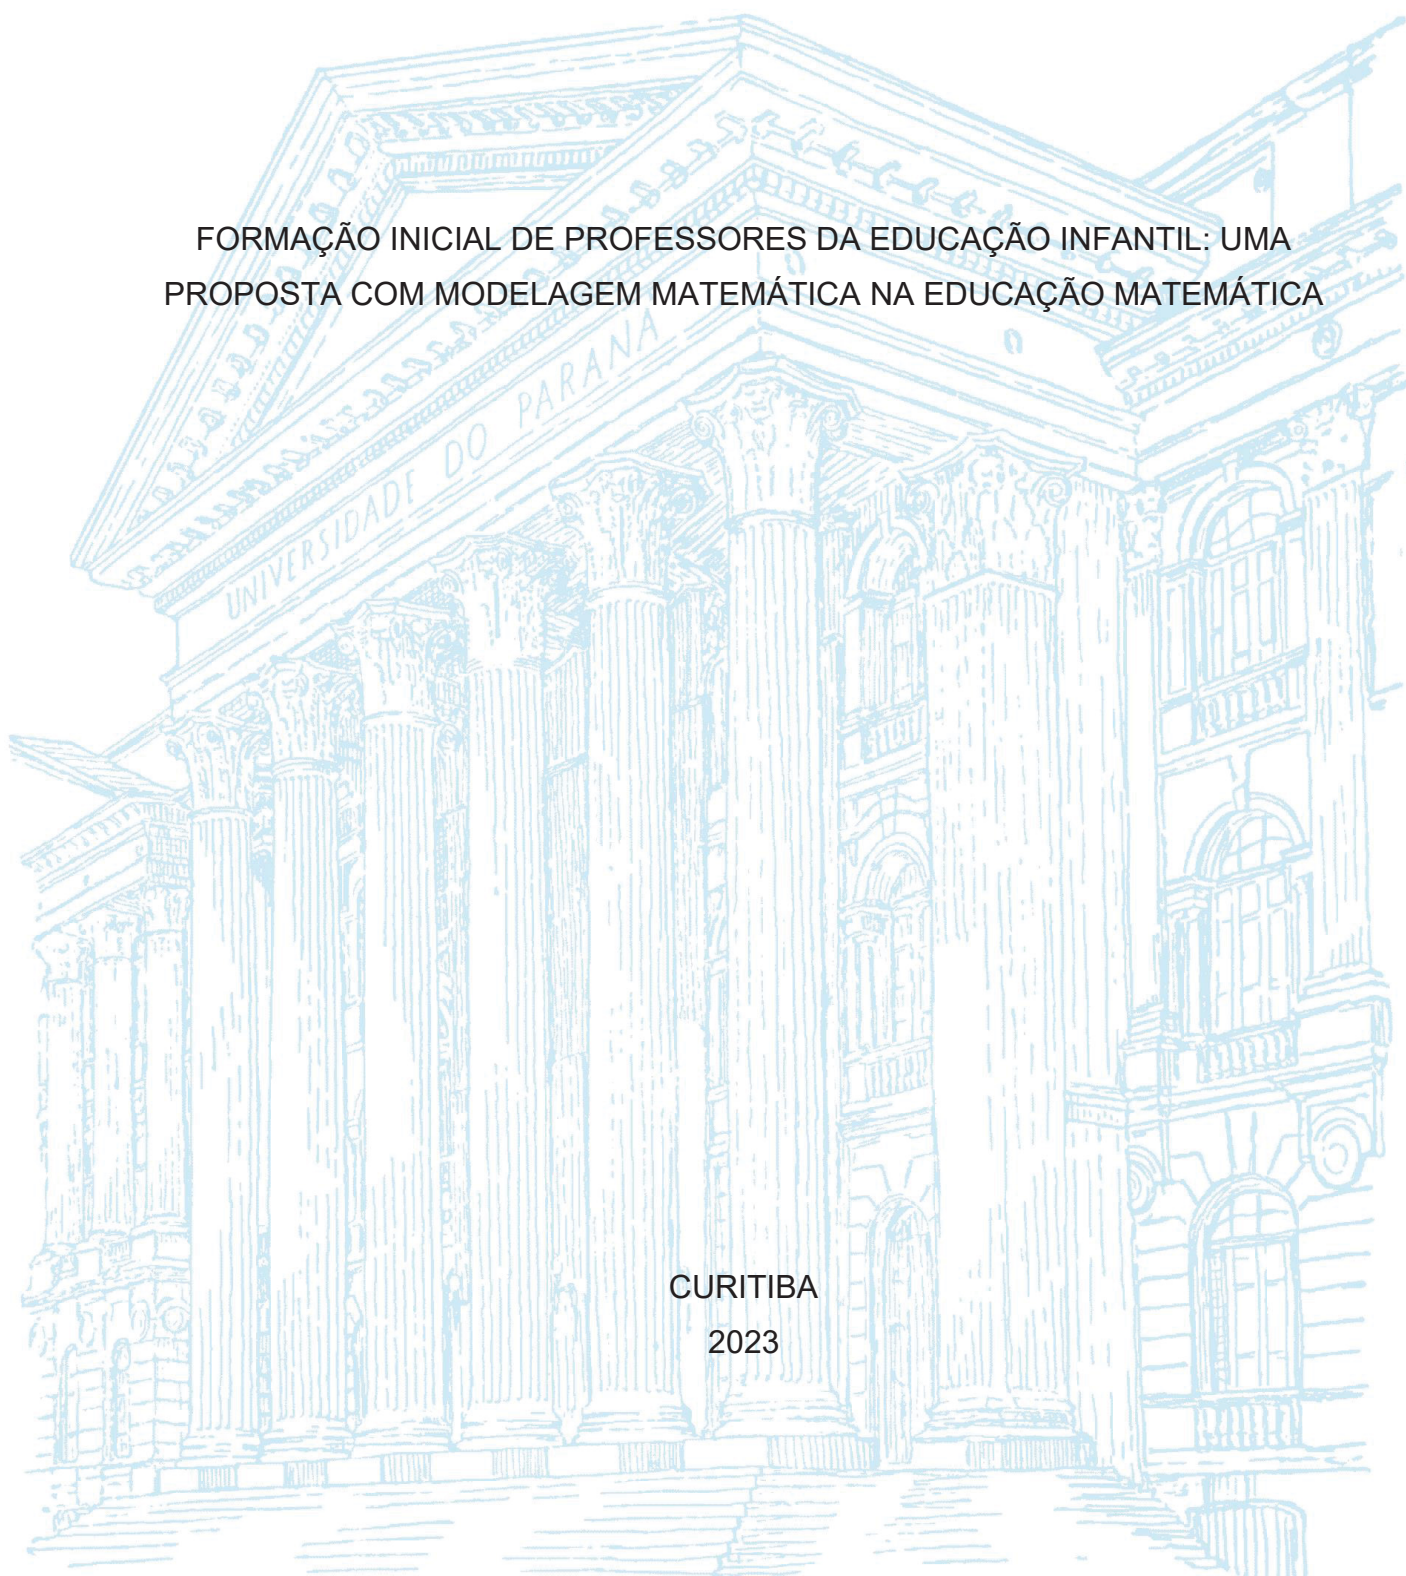 FORMAÇÃO INICIAL DE PROFESSORES DA EDUCAÇÃO INFANTIL: UMA
PROPOSTA COM MODELAGEM MATEMÁTICA NA EDUCAÇÃO MATEMÁTICA
UNIVERSIDADE DO PARANÁ
CURITIBA
2023